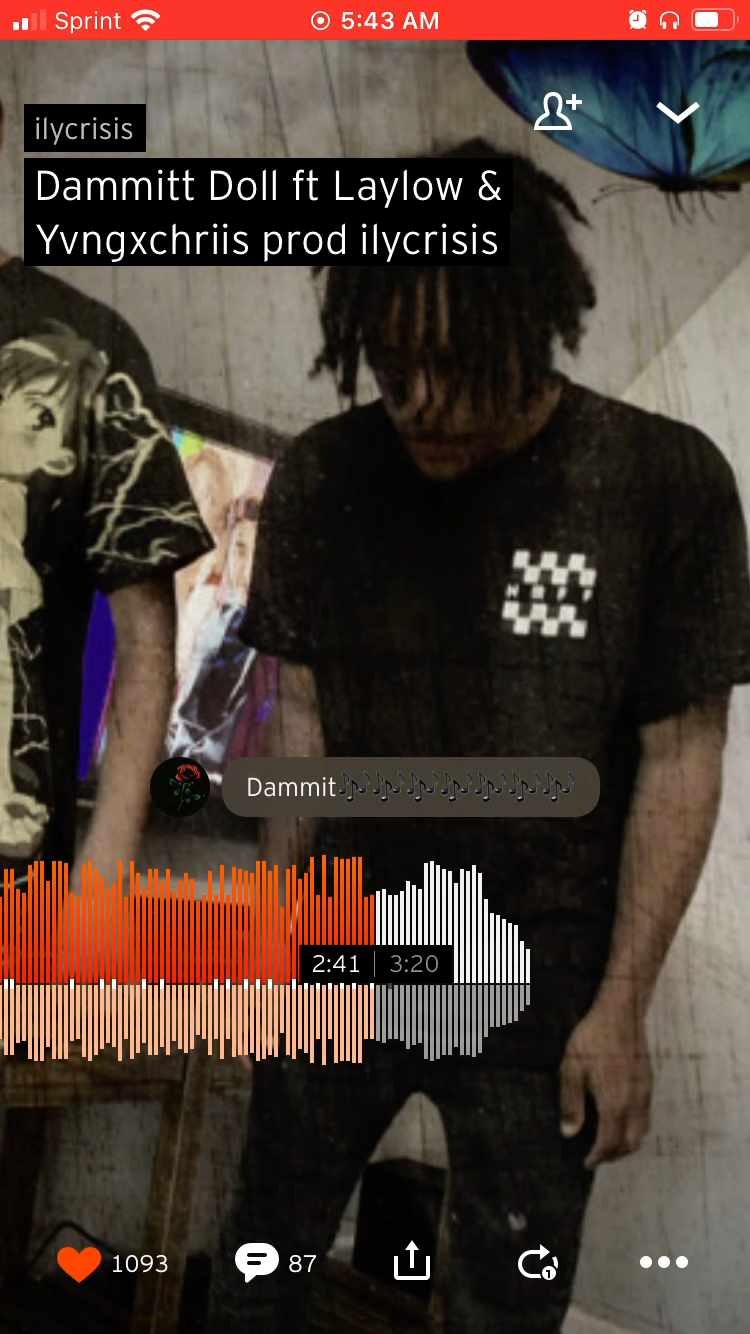 Sprint 5:43 AM
ilycrisis
Dammitt Doll ft Laylow &
Yvngxchriis prod ilycrisis
Dammit🎶🎶🎶🎶🎶🎶🎶
2:41 | 3:20
1093 87
1